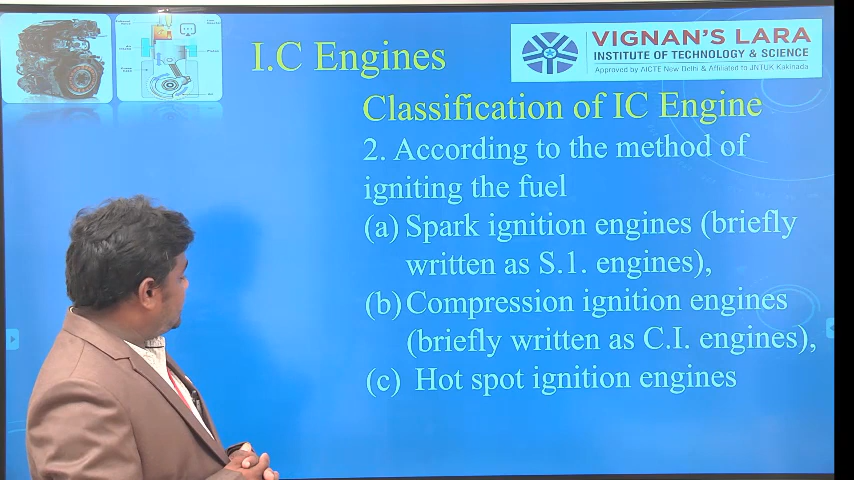 I.C Engines
VIGNAN'S LARA
INSTITUTE OF TECHNOLOGY & SCIENCE
Approved by AICTE New Delhi & Affiliated to JNTUK Kakinada
Classification of IC Engine
2. According to the method of
igniting the fuel
(a) Spark ignition engines (briefly
written as S.1. engines),
(b) Compression ignition engines
(briefly written as C.I. engines),
(c) Hot spot ignition engines